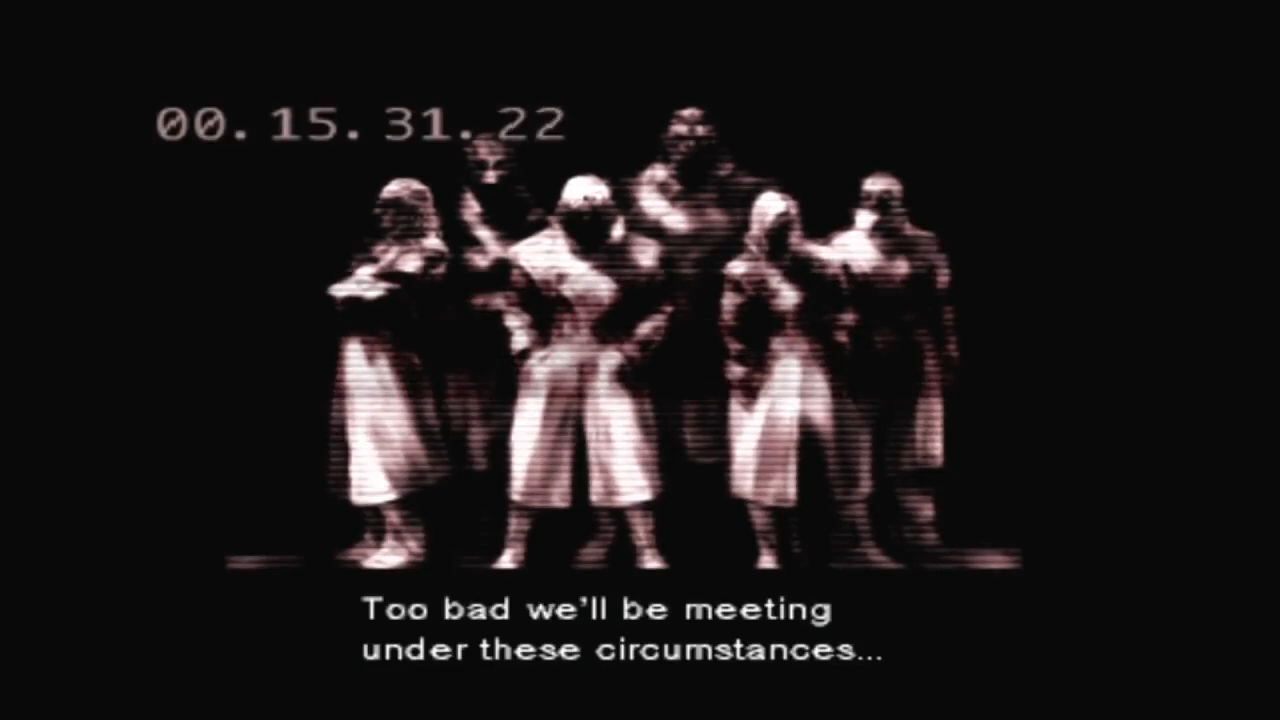 00.15.31.22
Too bad we'll be meeting
under these circumstances...